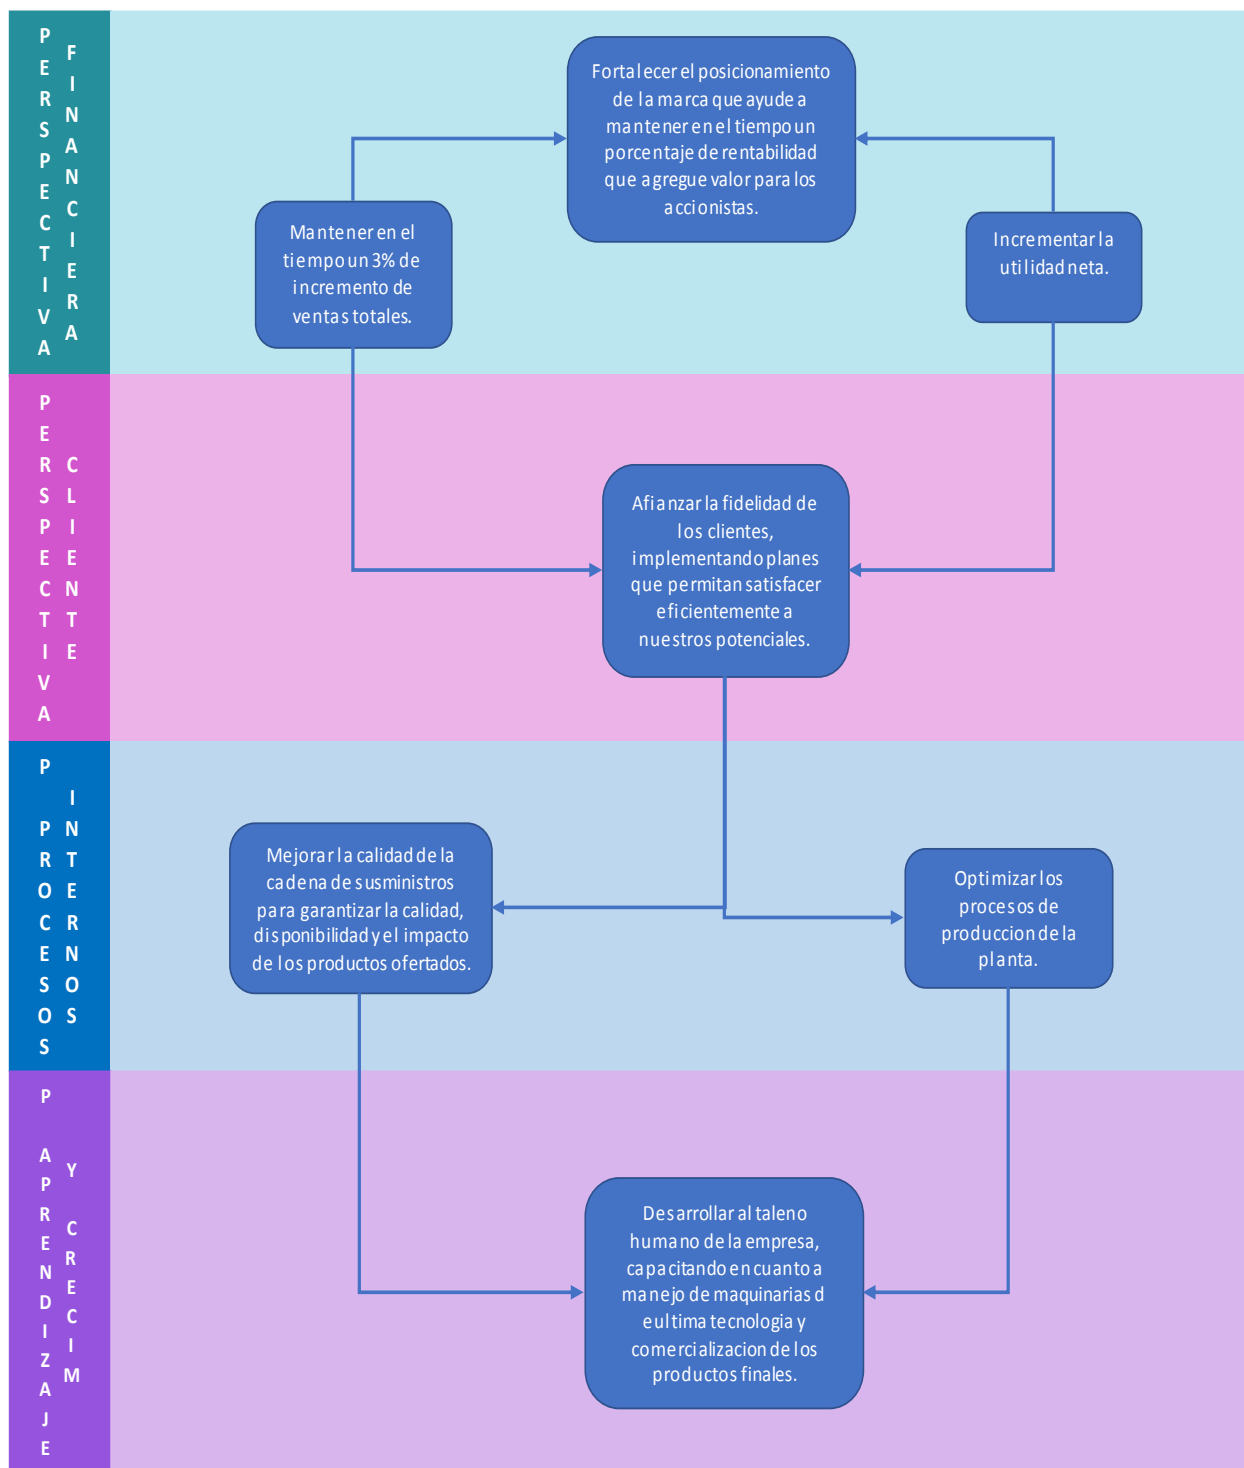 PERSPECTIVA
FINANCIERA
Fortalecer el posicionamiento
de la marca que ayude a
mantener en el tiempo un
porcentaje de rentabilidad
que agregue valor para los
accionistas.
Mantener en el
tiempo un 3% de
incremento de
ventas totales.
Incrementar la
utilidad neta.
PERSPECTIVA
CLIENTE
Afianzar la fidelidad de
los clientes,
implementando planes
que permitan satisfacer
eficientemente a
nuestros potenciales.
P PROCESOS
INTERNOS
Mejorar la calidad de la
cadena de susministros
para garantizar la calidad,
disponibilidad y el impacto
de los productos ofertados.
Optimizar los
procesos de
produccion de la
planta.
P APRENDIZAJE
Y CRECIM
Desarrollar al taleno
humano de la empresa,
capacitando en cuanto a
manejo de maquinarias d
e ultima tecnologia y
comercializacion de los
productos finales.